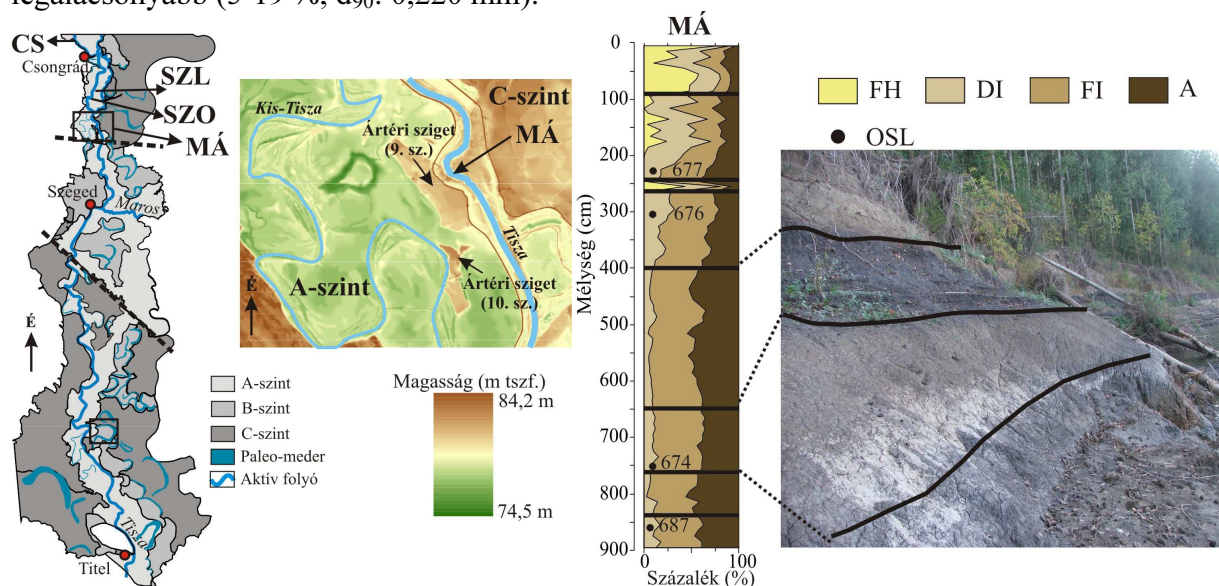 legalacsonyabb (5-19 %; d90: 0,220 mm).
CS
Csongrád
SZL
SZO
MÁ
Szeged
Maros
É
Tisza
Titel
A-szint
B-szint
C-szint
Paleo-meder
Aktív folyó
Kis-Tisza
C-szint
Ártéri sziget
(9. sz.)
MÁ
Tisza
A-szint
Ártéri sziget
(10. sz.)
É
Magasság (m tszf.)
84,2 m
74,5 m
MÁ
Mélység (cm)
0
100
200
300
400
500
600
700
800
900
677
676
674
687
0
100
Százalék (%)
FH
DI
FI
A
OSL